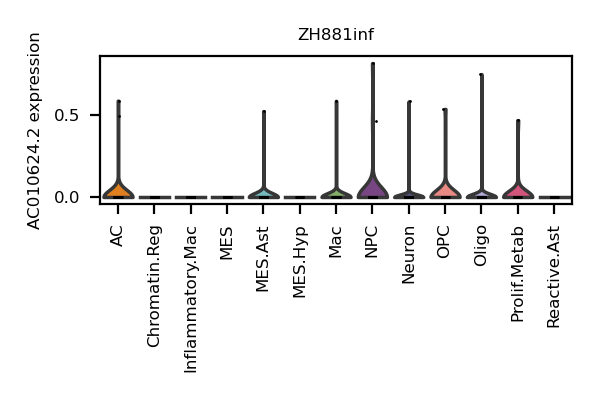 ZH881inf
AC010624.2 expression
0.5
0.0
AC
Chromatin.Reg
Inflammatory.Mac
MES
MES.Ast
MES.Hyp
Mac
NPC
Neuron
OPC
Oligo
Prolif.Metab
Reactive.Ast